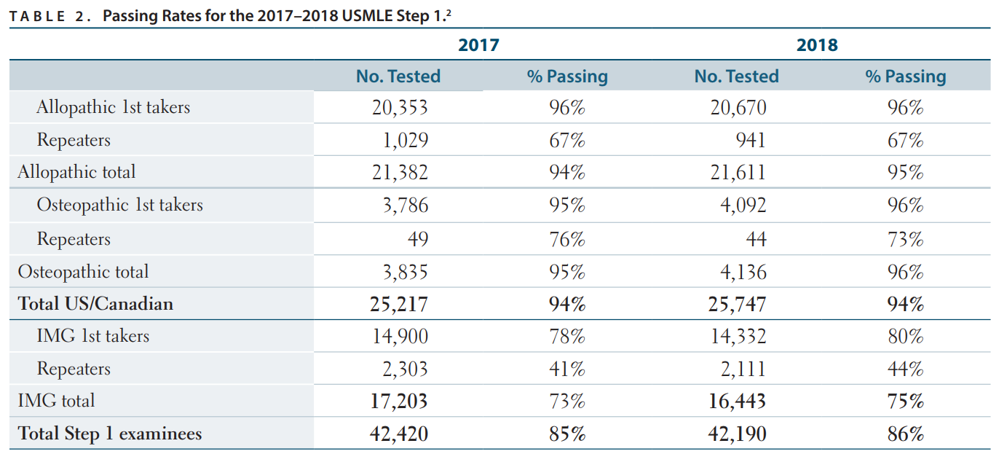 TABLE 2. Passing Rates for the 2017–2018 USMLE Step 1.2
2017 2018
No. Tested % Passing No. Tested % Passing
Allopathic 1st takers 20,353 96% 20,670 96%
Repeaters 1,029 67% 941 67%
Allopathic total 21,382 94% 21,611 95%
Osteopathic 1st takers 3,786 95% 4,092 96%
Repeaters 49 76% 44 73%
Osteopathic total 3,835 95% 4,136 96%
Total US/Canadian 25,217 94% 25,747 94%
IMG 1st takers 14,900 78% 14,332 80%
Repeaters 2,303 41% 2,111 44%
IMG total 17,203 73% 16,443 75%
Total Step 1 examinees 42,420 85% 42,190 86%